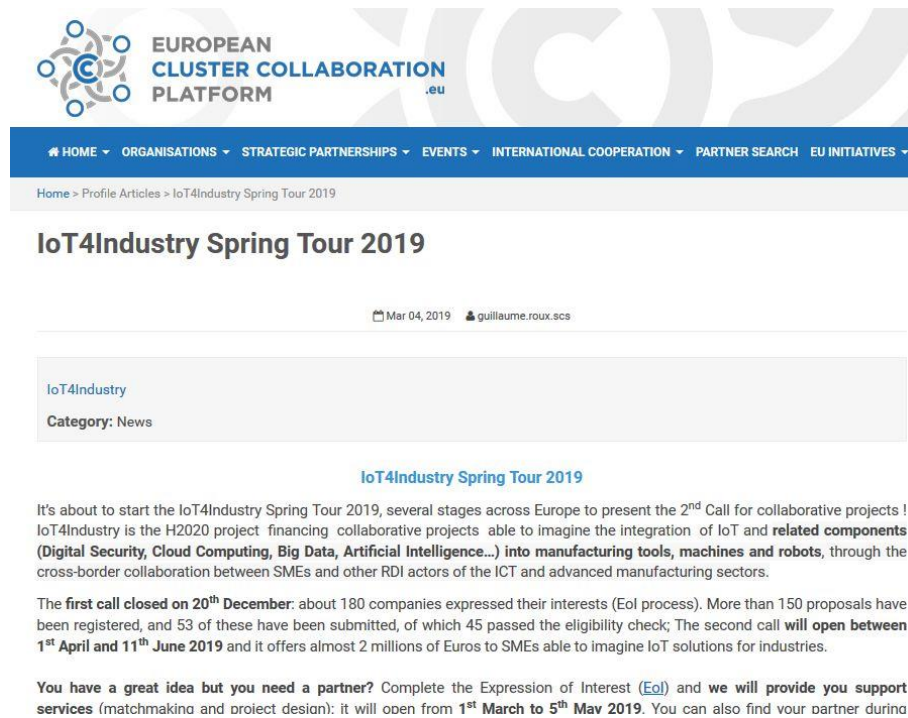 EUROPEAN
CLUSTER COLLABORATION
PLATFORM .eu
HOME ORGANISATIONS STRATEGIC PARTNERSHIPS EVENTS INTERNATIONAL COOPERATION PARTNER SEARCH EU INITIATIVES
Home > Profile Articles > IoT4Industry Spring Tour 2019
IoT4Industry Spring Tour 2019
Mar 04, 2019 guillaume.roux.scs
IoT4Industry
Category: News
IoT4Industry Spring Tour 2019
It's about to start the IoT4Industry Spring Tour 2019, several stages across Europe to present the 2nd Call for collaborative projects !
IoT4Industry is the H2020 project financing collaborative projects able to imagine the integration of IoT and related components
(Digital Security, Cloud Computing, Big Data, Artificial Intelligence...) into manufacturing tools, machines and robots, through the
cross-border collaboration between SMEs and other RDI actors of the ICT and advanced manufacturing sectors.
The first call closed on 20th December: about 180 companies expressed their interests (EoI process). More than 150 proposals have
been registered, and 53 of these have been submitted, of which 45 passed the eligibility check; The second call will open between
1st April and 11th June 2019 and it offers almost 2 millions of Euros to SMEs able to imagine IoT solutions for industries.
You have a great idea but you need a partner? Complete the Expression of Interest (EoI) and we will provide you support
services (matchmaking and project design): it will open from 1st March to 5th May 2019. You can also find your partner during